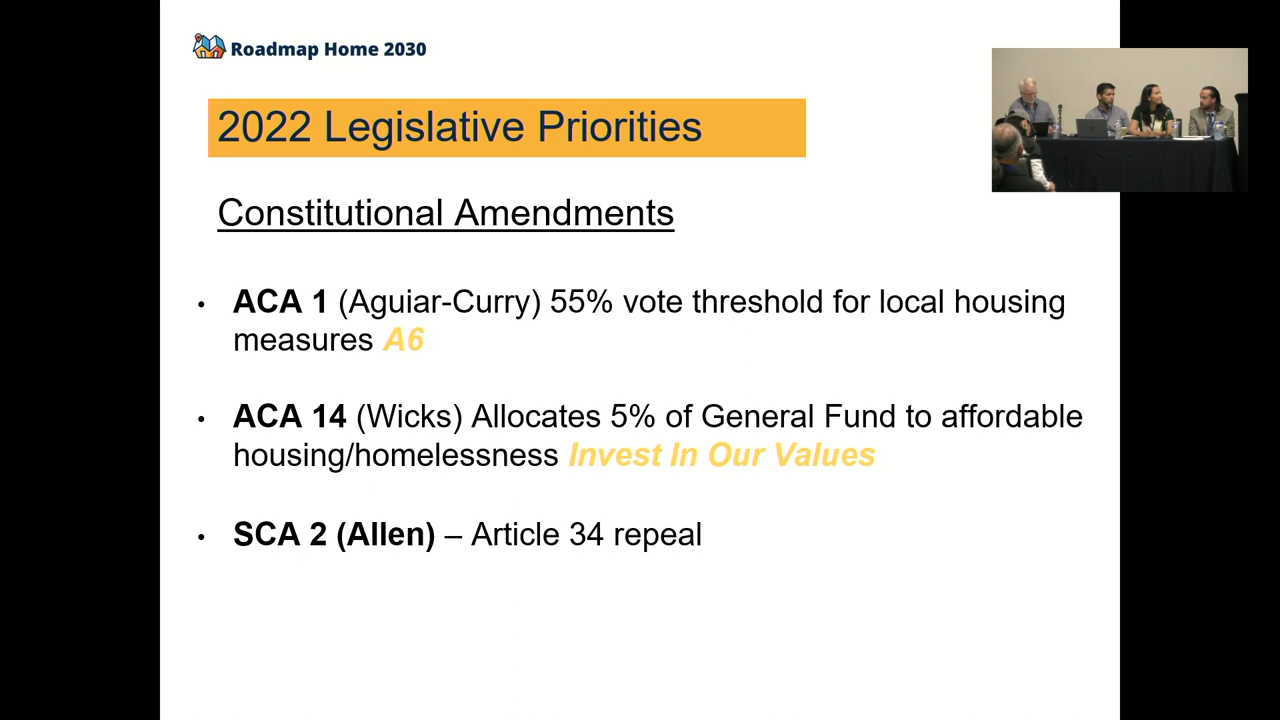 Roadmap Home 2030
2022 Legislative Priorities
Constitutional Amendments
• ACA 1 (Aguiar-Curry) 55% vote threshold for local housing
measures A6
• ACA 14 (Wicks) Allocates 5% of General Fund to affordable
housing/homelessness Invest In Our Values
• SCA 2 (Allen) – Article 34 repeal